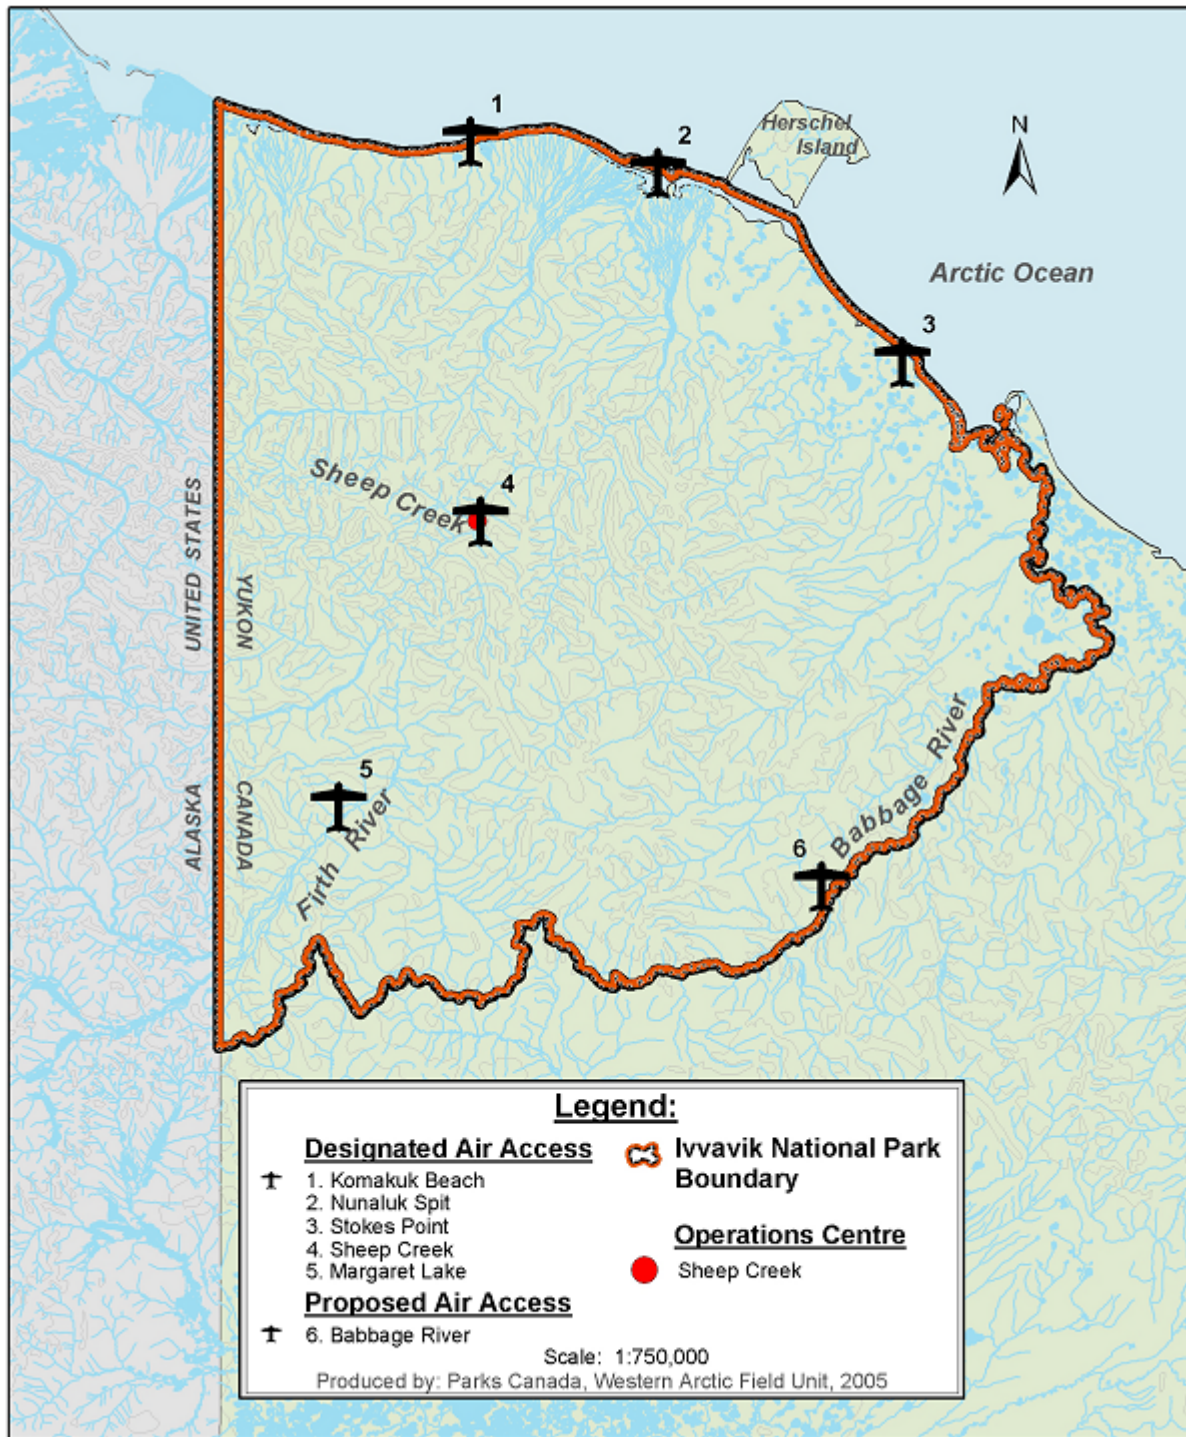 1
2
Herschel
Island
N
Arctic Ocean
3
Sheep Creek
4
UNITED STATES
YUKON
ALASKA
CANADA
5
Firth River
6
Babbage River
Legend:
Designated Air Access
1. Komakuk Beach
2. Nunaluk Spit
3. Stokes Point
4. Sheep Creek
5. Margaret Lake
Proposed Air Access
6. Babbage River
Ivvavik National Park
Boundary
Operations Centre
Sheep Creek
Scale: 1:750,000
Produced by: Parks Canada, Western Arctic Field Unit, 2005